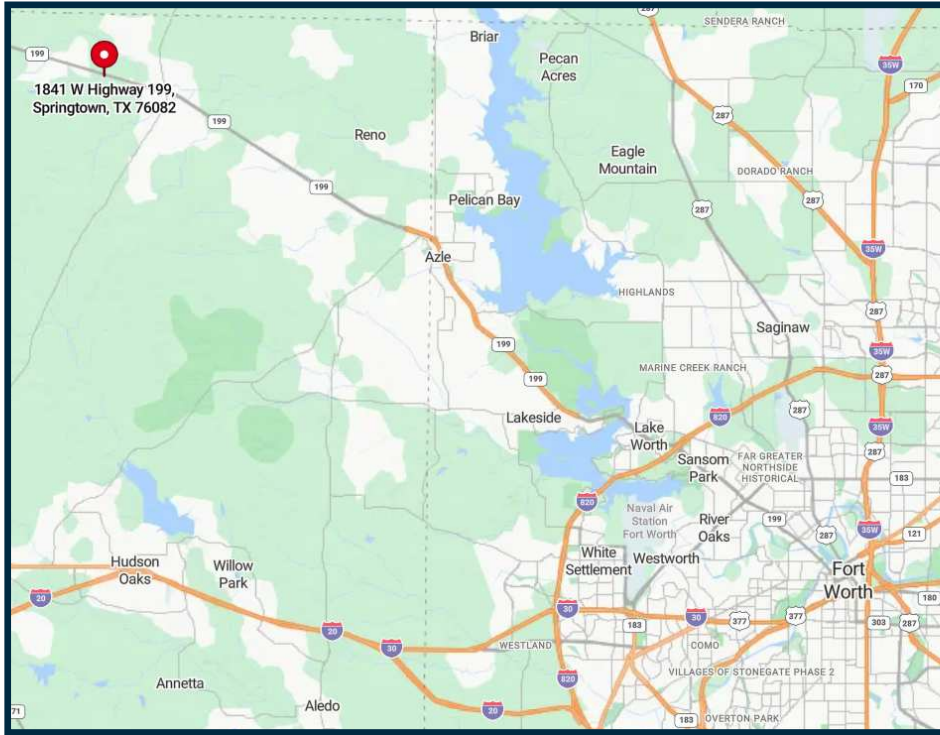 287
SENDERA RANCH
Briar
199
35W
Pecan
Acres
170
1841 W Highway 199,
Springtown, TX 76082
287
199
Reno
Eagle
Mountain
DORADO RANCH
199
Pelican Bay
287
287
35W
Azle
HIGHLANDS
287
Saginaw
199
35W
MARINE CREEK RANCH
287
199
Lakeside
820
287
35W
Lake
Worth
287
Sansom
Park
FAR GREATER
NORTHSIDE
HISTORICAL
183
820
Naval Air
Station
Fort Worth
River
Oaks
199
287
35W
121
White
Settlement
Westworth
Hudson
Oaks
Willow
Park
Fort
Worth
20
30
183
30
377
377
180
303
287
20
30
WESTLAND
COMO
820
VILLAGES OF STONEGATE PHASE 2
Annetta
Aledo
20
71
183
OVERTON PARK